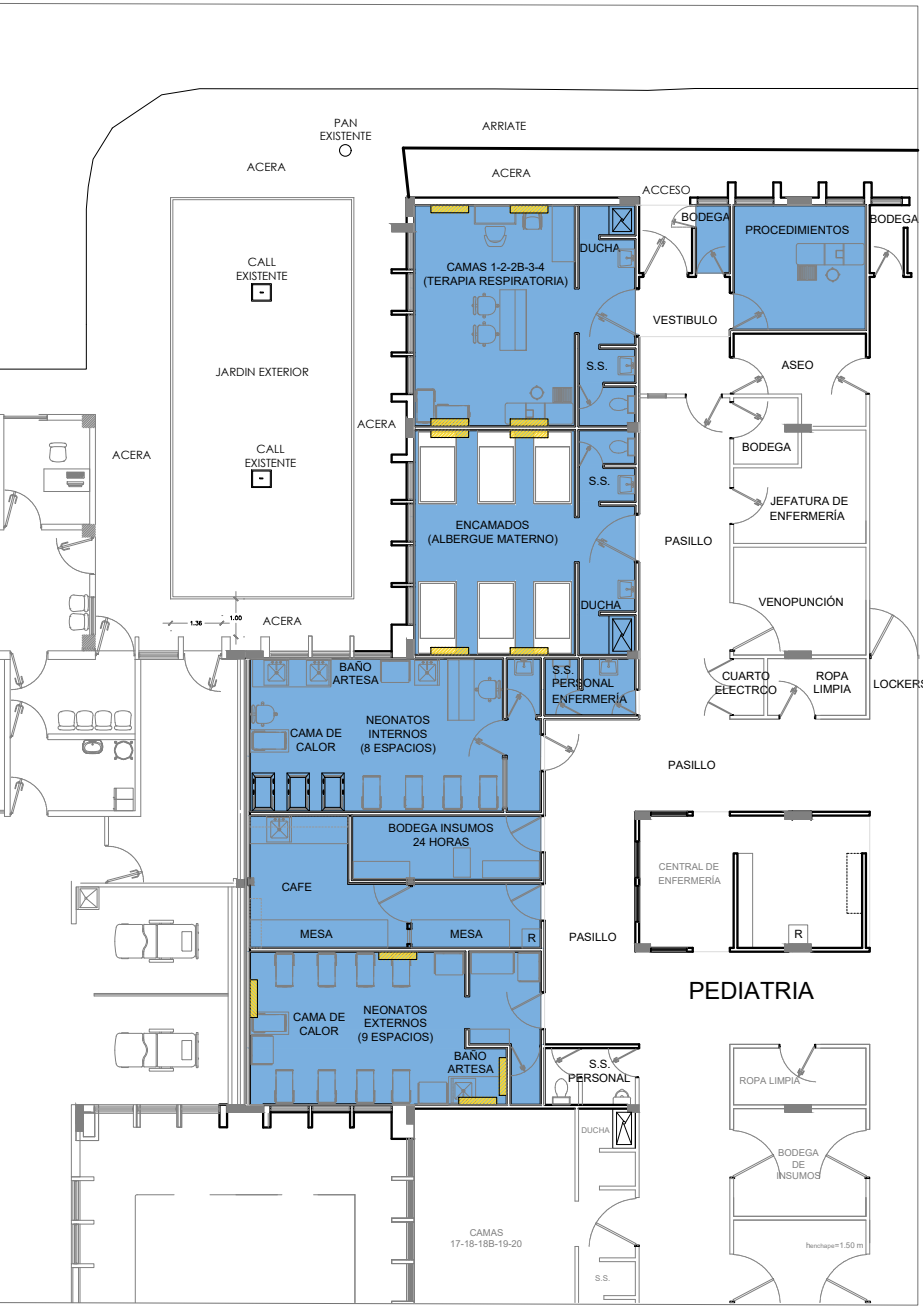 PAN
EXISTENTE
ARRIATE
ACERA
ACERA
ACCESO
BODEGA
PROCEDIMIENTOS
BODEGA
DUCHA
CALL
EXISTENTE
CAMAS 1-2-2B-3-4
(TERAPIA RESPIRATORIA)
VESTIBULO
JARDIN EXTERIOR
S.S.
ASEO
ACERA
ACERA
CALL
EXISTENTE
BODEGA
S.S.
JEFATURA DE
ENFERMERÍA
ENCAMADOS
(ALBERGUE MATERNO)
PASILLO
VENOPUNCIÓN
DUCHA
1.36
1.00
ACERA
BAÑO
ARTESA
S.S.
PERSONAL
ENFERMERÍA
CUARTO
ELECTRCO
ROPA
LIMPIA
LOCKERS
CAMA DE
CALOR
NEONATOS
INTERNOS
(8 ESPACIOS)
PASILLO
BODEGA INSUMOS
24 HORAS
CENTRAL DE
ENFERMERÍA
CAFE
MESA
MESA
R
PASILLO
R
PEDIATRIA
CAMA DE
CALOR
NEONATOS
EXTERNOS
(9 ESPACIOS)
BAÑO
ARTESA
S.S.
PERSONAL
ROPA LIMPIA
DUCHA
BODEGA
DE
INSUMOS
CAMAS
17-18-18B-19-20
henchape=1.50 m
S.S.